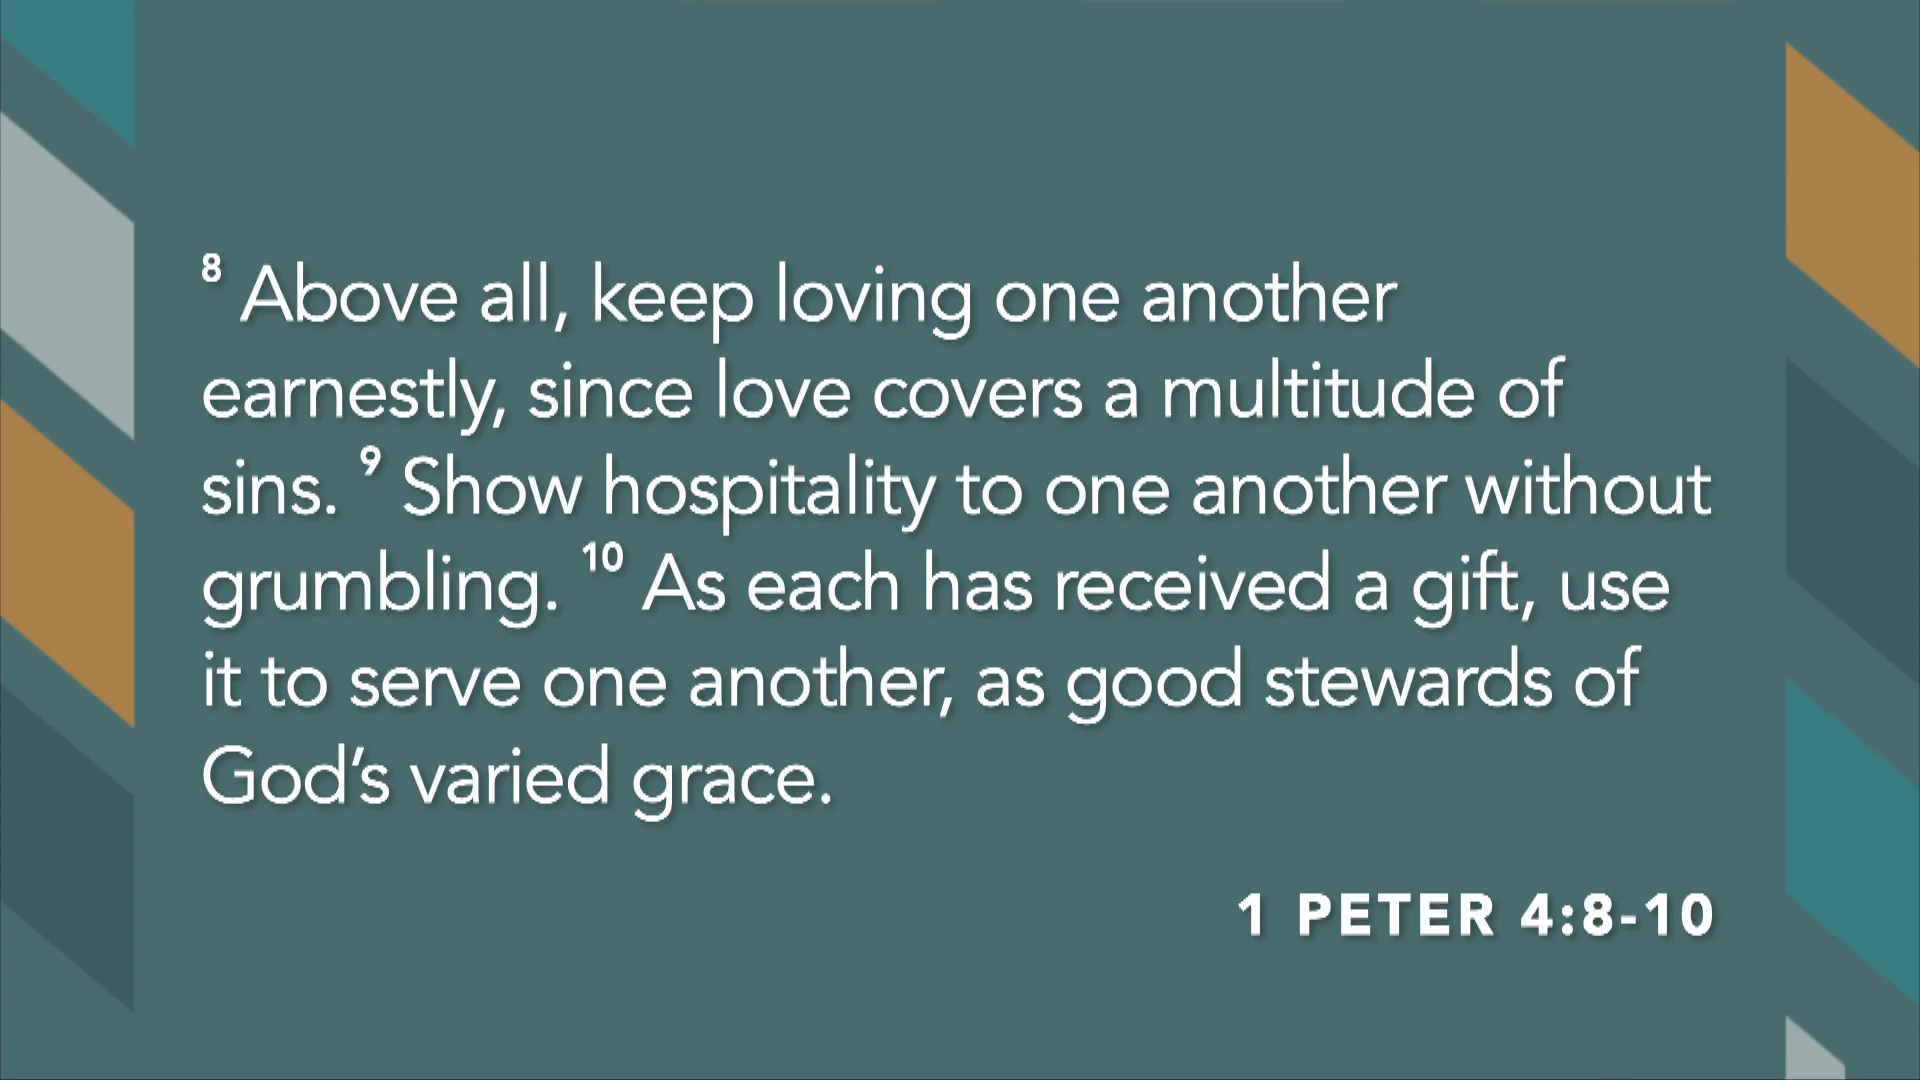 8 Above all, keep loving one another
earnestly, since love covers a multitude of
sins. 9 Show hospitality to one another without
grumbling. 10 As each has received a gift, use
it to serve one another, as good stewards of
God’s varied grace.
1 PETER 4:8-10